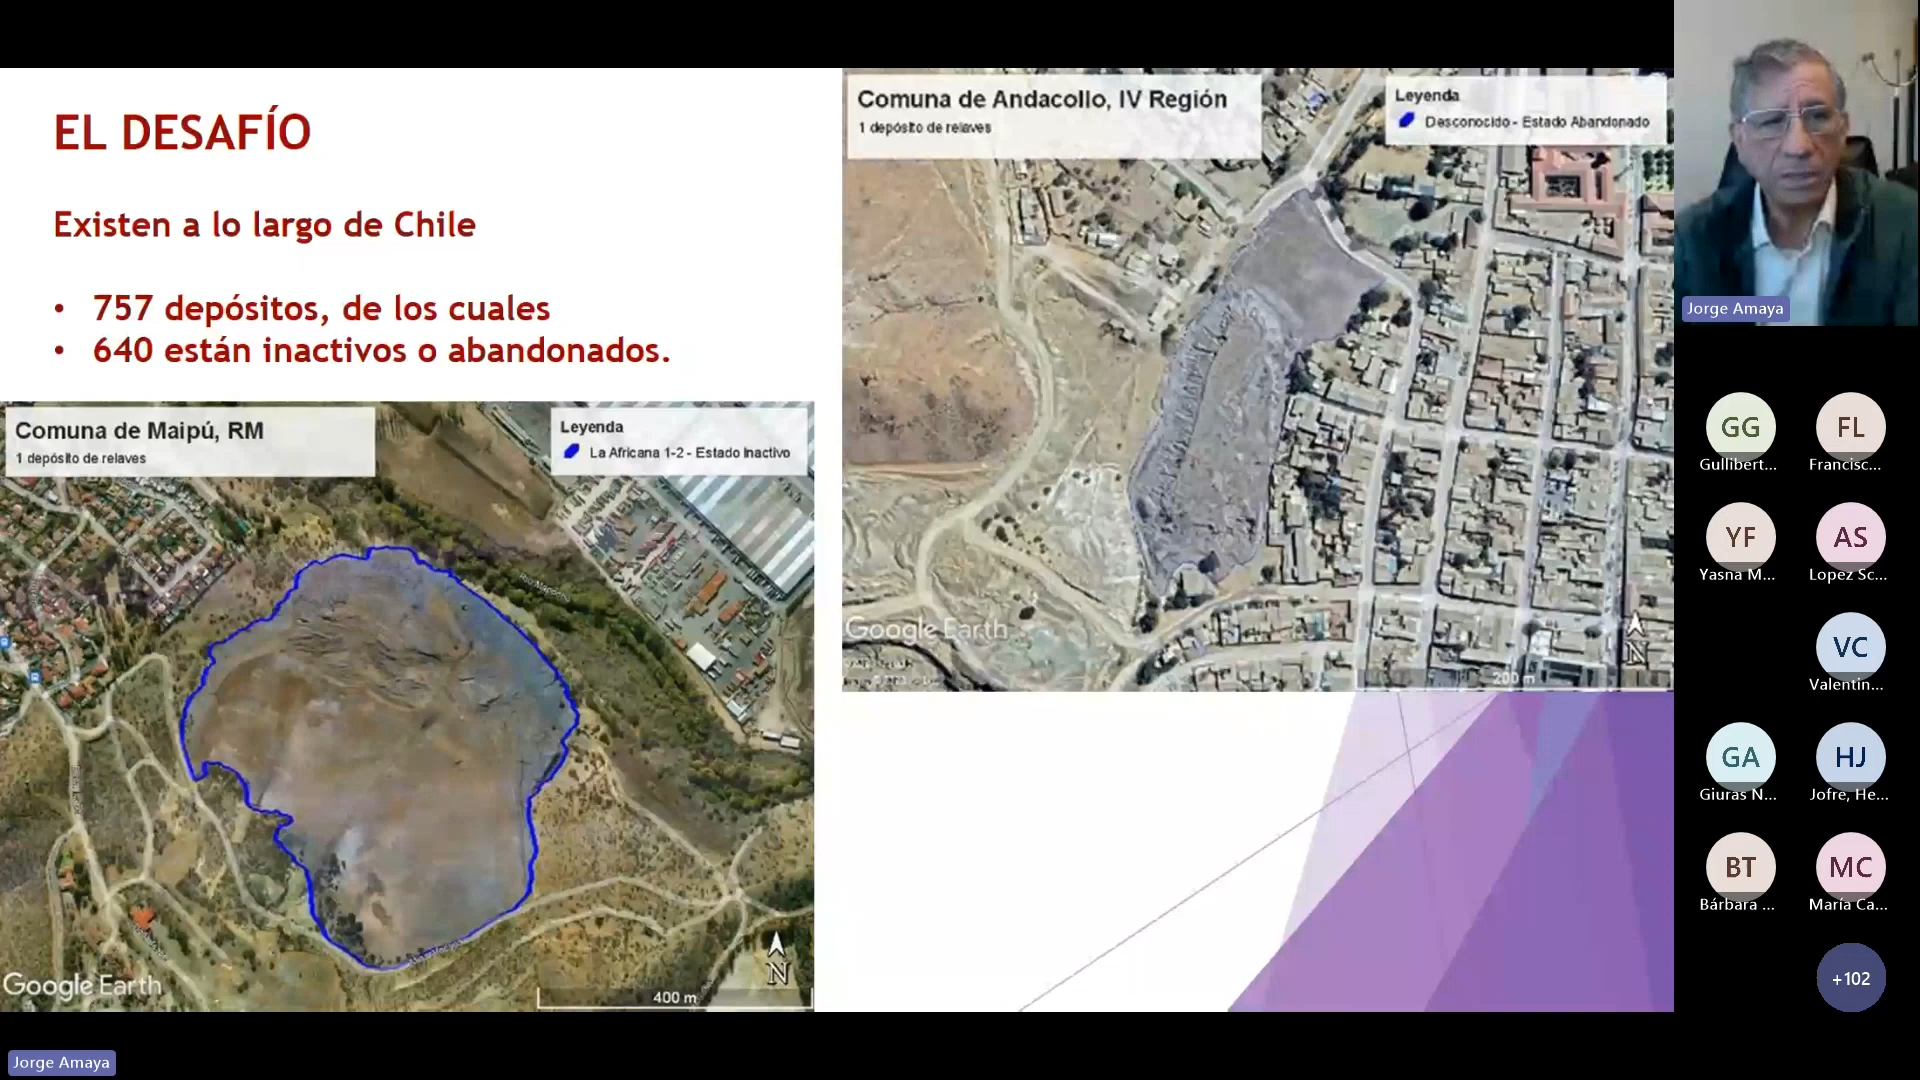 EL DESAFÍO
Existen a lo largo de Chile
• 757 depósitos, de los cuales
• 640 están inactivos o abandonados.
Comuna de Maipú, RM
1 depósito de relaves
Leyenda
La Africana 1-2 - Estado Inactivo
Río Mapocho
Google Earth
400 m
N
Comuna de Andacollo, IV Región
1 depósito de relaves
Leyenda
Desconocido - Estado Abandonado
Google Earth
200 m
N
Jorge Amaya
GG
Gullibert...
FL
Francisc...
YF
Yasna M...
AS
Lopez Sc...
VC
Valentin...
GA
Giuras N...
HJ
Jofre, He...
BT
Bárbara ...
MC
María Ca...
+102
Jorge Amaya